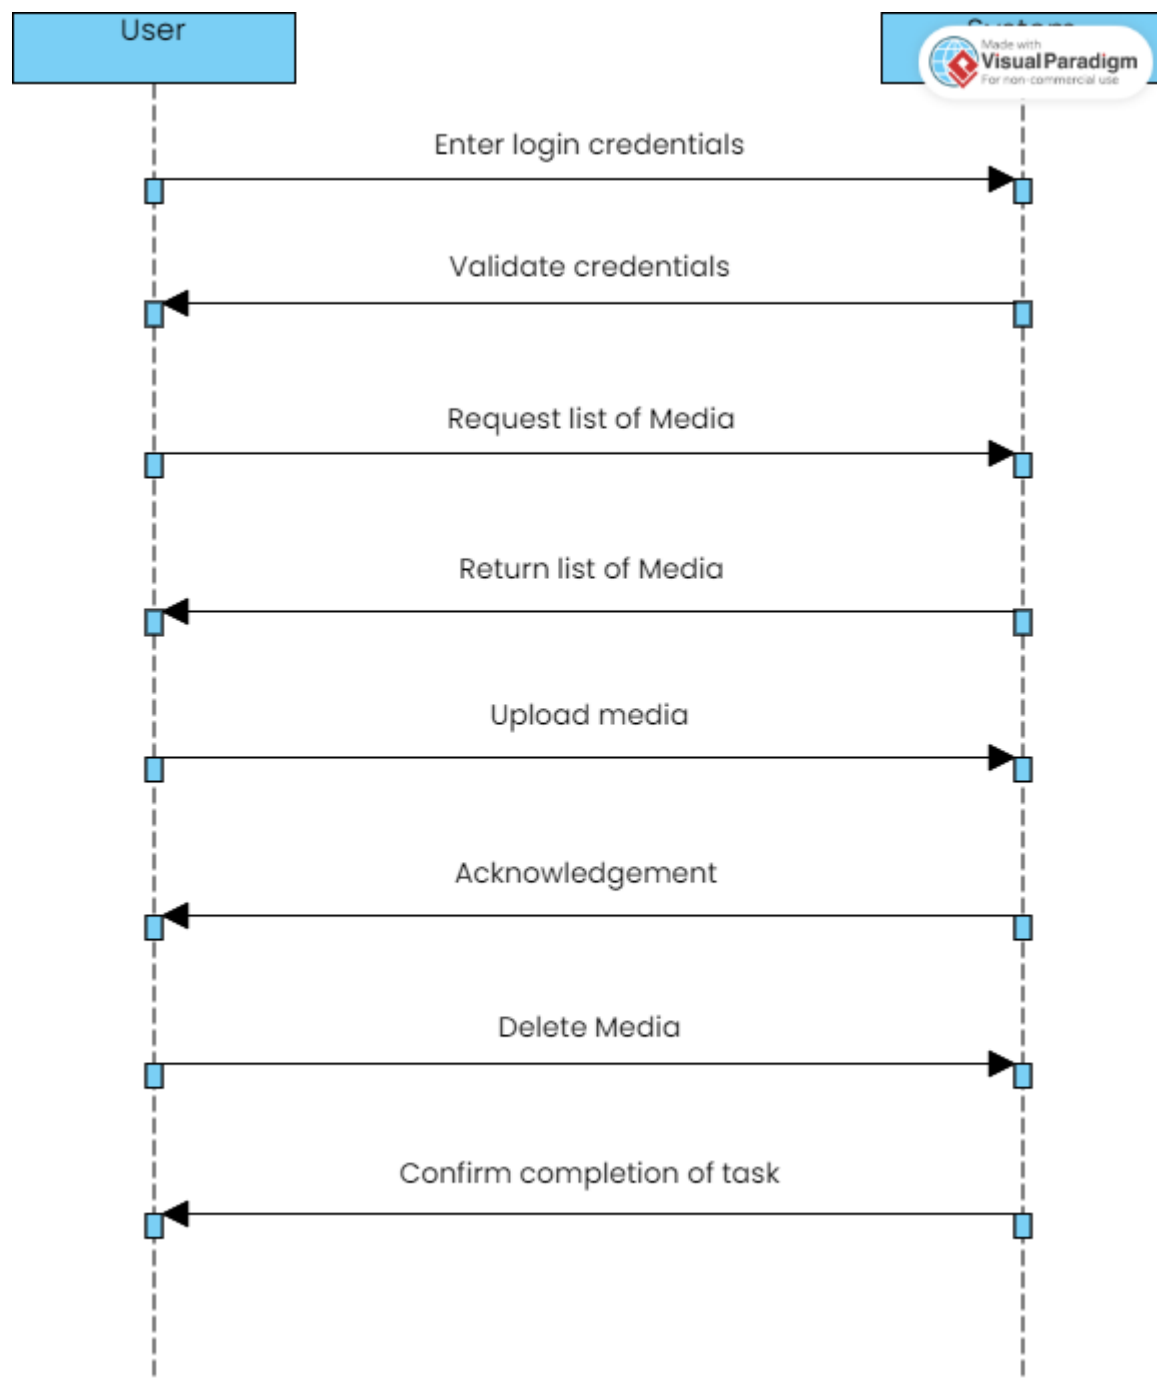 User
Made with
Visual Paradigm
For non-commercial use
Enter login credentials
Validate credentials
Request list of Media
Return list of Media
Upload media
Acknowledgement
Delete Media
Confirm completion of task